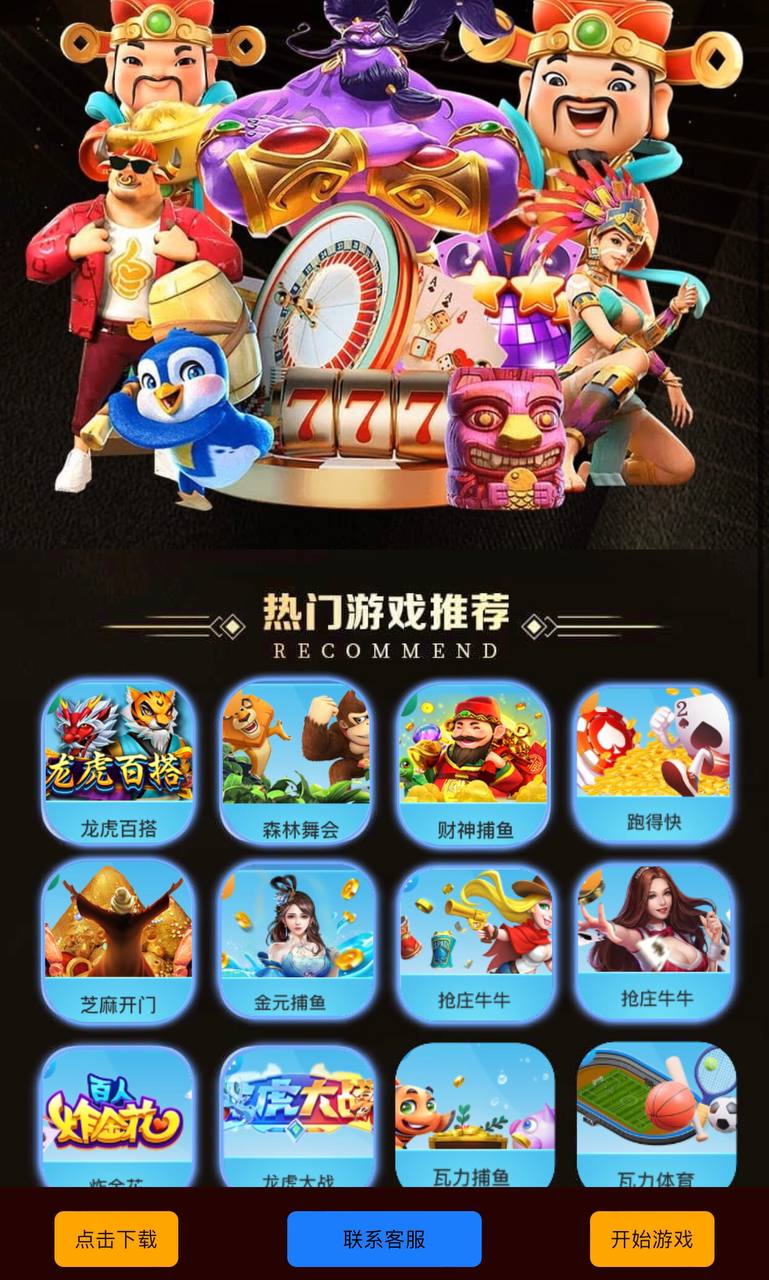 777
热门游戏推荐
RECOMMEND
龙虎百搭
2
龙虎百搭
森林舞会
财神捕鱼
跑得快
芝麻开门
金元捕鱼
抢庄牛牛
抢庄牛牛
百人
炸金花
龙虎大战
炸金花
龙虎大战
瓦力捕鱼
瓦力体育
点击下载
联系客服
开始游戏